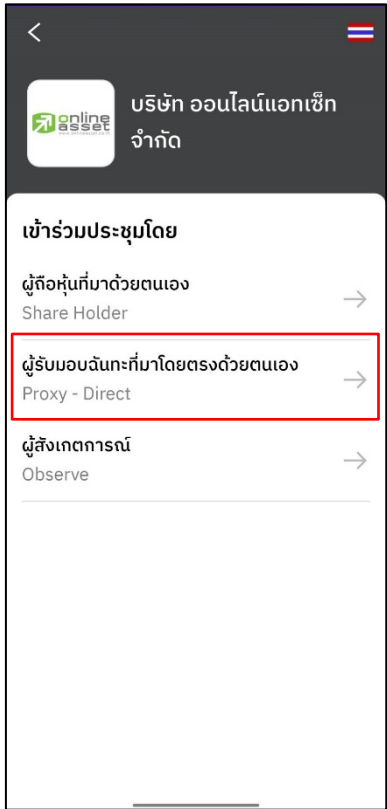 online
asset
บริษัท ออนไลน์แอทเซ็ท
จำกัด
เข้าร่วมประชุมโดย
ผู้ถือหุ้นที่มาด้วยตนเอง
Share Holder
ผู้รับมอบฉันทะที่มาโดยตรงด้วยตนเอง
Proxy - Direct
ผู้สังเกตการณ์
Observe